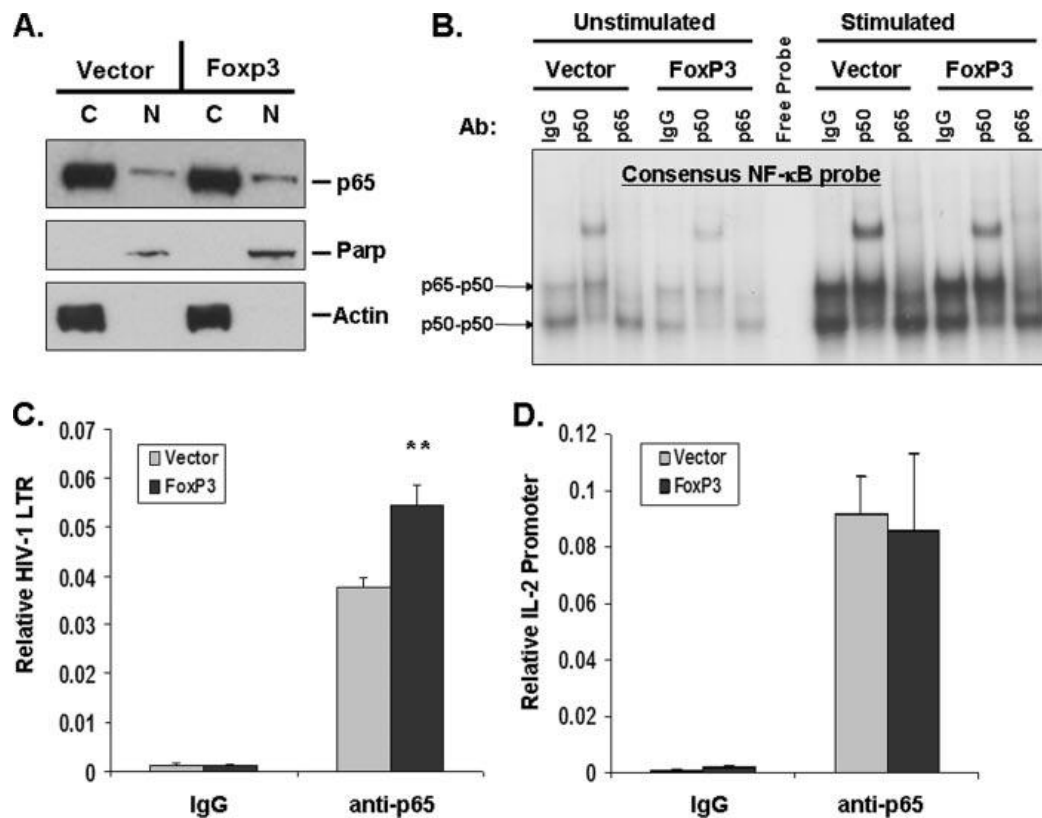 A.
Vector Foxp3
C N C N
p65
Parp
Actin
B.
Unstimulated Stimulated
Vector FoxP3 Free Probe Vector FoxP3
Ab: IgG p50 p65 IgG p50 p65 IgG p50 p65 IgG p50 p65
Consensus NF-κB probe
p65-p50
p50-p50
C.
Relative HIV-1 LTR
0.07
0.06
0.05
0.04
0.03
0.02
0.01
0
Vector
FoxP3
**
IgG anti-p65
D.
Relative IL-2 Promoter
0.12
0.1
0.08
0.06
0.04
0.02
0
Vector
FoxP3
IgG anti-p65